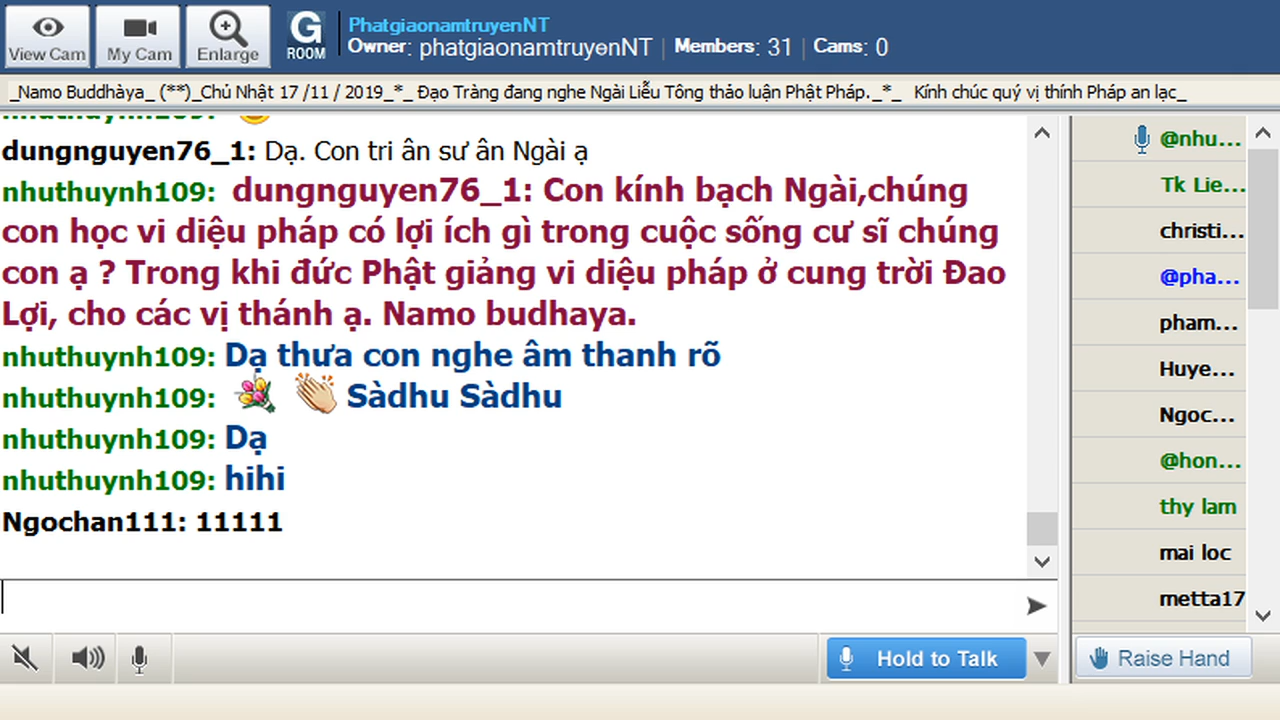 View Cam
My Cam
Enlarge
G
ROOM
PhatgiaonamtruyenNT
Owner: phatgiaonamtruyenNT | Members: 31 | Cams: 0
_Namo Buddhàya_ (**)_Chủ Nhật 17 /11 / 2019_*_ Đạo Tràng đang nghe Ngài Liễu Tông thảo luận Phật Pháp._*_ Kính chúc quý vị thính Pháp an lạc_
nhuthuynh109:
dungnguyen76_1: Dạ. Con tri ân sư ân Ngài ạ
nhuthuynh109: dungnguyen76_1: Con kính bạch Ngài,chúng
con học vi diệu pháp có lợi ích gì trong cuộc sống cư sĩ chúng
con ạ ? Trong khi đức Phật giảng vi diệu pháp ở cung trời Đao
Lợi, cho các vị thánh ạ. Namo budhaya.
nhuthuynh109: Dạ thưa con nghe âm thanh rõ
nhuthuynh109: Sàdhu Sàdhu
nhuthuynh109: Dạ
nhuthuynh109: hihi
Ngochan111: 11111
@nhu...
Tk Lie...
christi...
@pha...
pham...
Huye...
Ngoc...
@hon...
thy lam
mai loc
metta17
Hold to Talk
Raise Hand